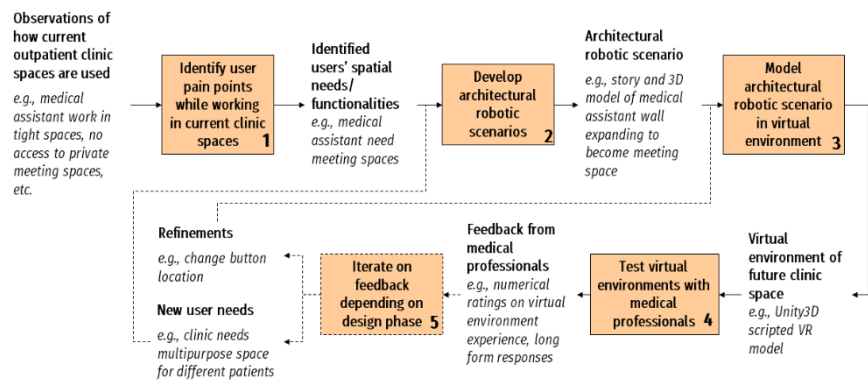 Observations of
how current
outpatient clinic
spaces are used
e.g., medical
assistant work in
tight spaces, no
access to private
meeting spaces,
etc.
Identify user
pain points
while working
in current clinic
spaces 1
Identified
users' spatial
needs/
functionalities
e.g., medical
assistant need
meeting spaces
Develop
architectural
robotic
scenarios 2
Architectural
robotic scenario
e.g., story and 3D
model of medical
assistant wall
expanding to
become meeting
space
Model
architectural
robotic scenario
in virtual
environment 3
Virtual
environment of
future clinic
space
e.g., Unity3D
scripted VR
model
Test virtual
environments with
medical
professionals 4
Feedback from
medical
professionals
e.g., numerical
ratings on virtual
environment
experience, long
form responses
Iterate on
feedback
depending on
design phase 5
Refinements
e.g., change button
location
New user needs
e.g., clinic needs
multipurpose space
for different patients